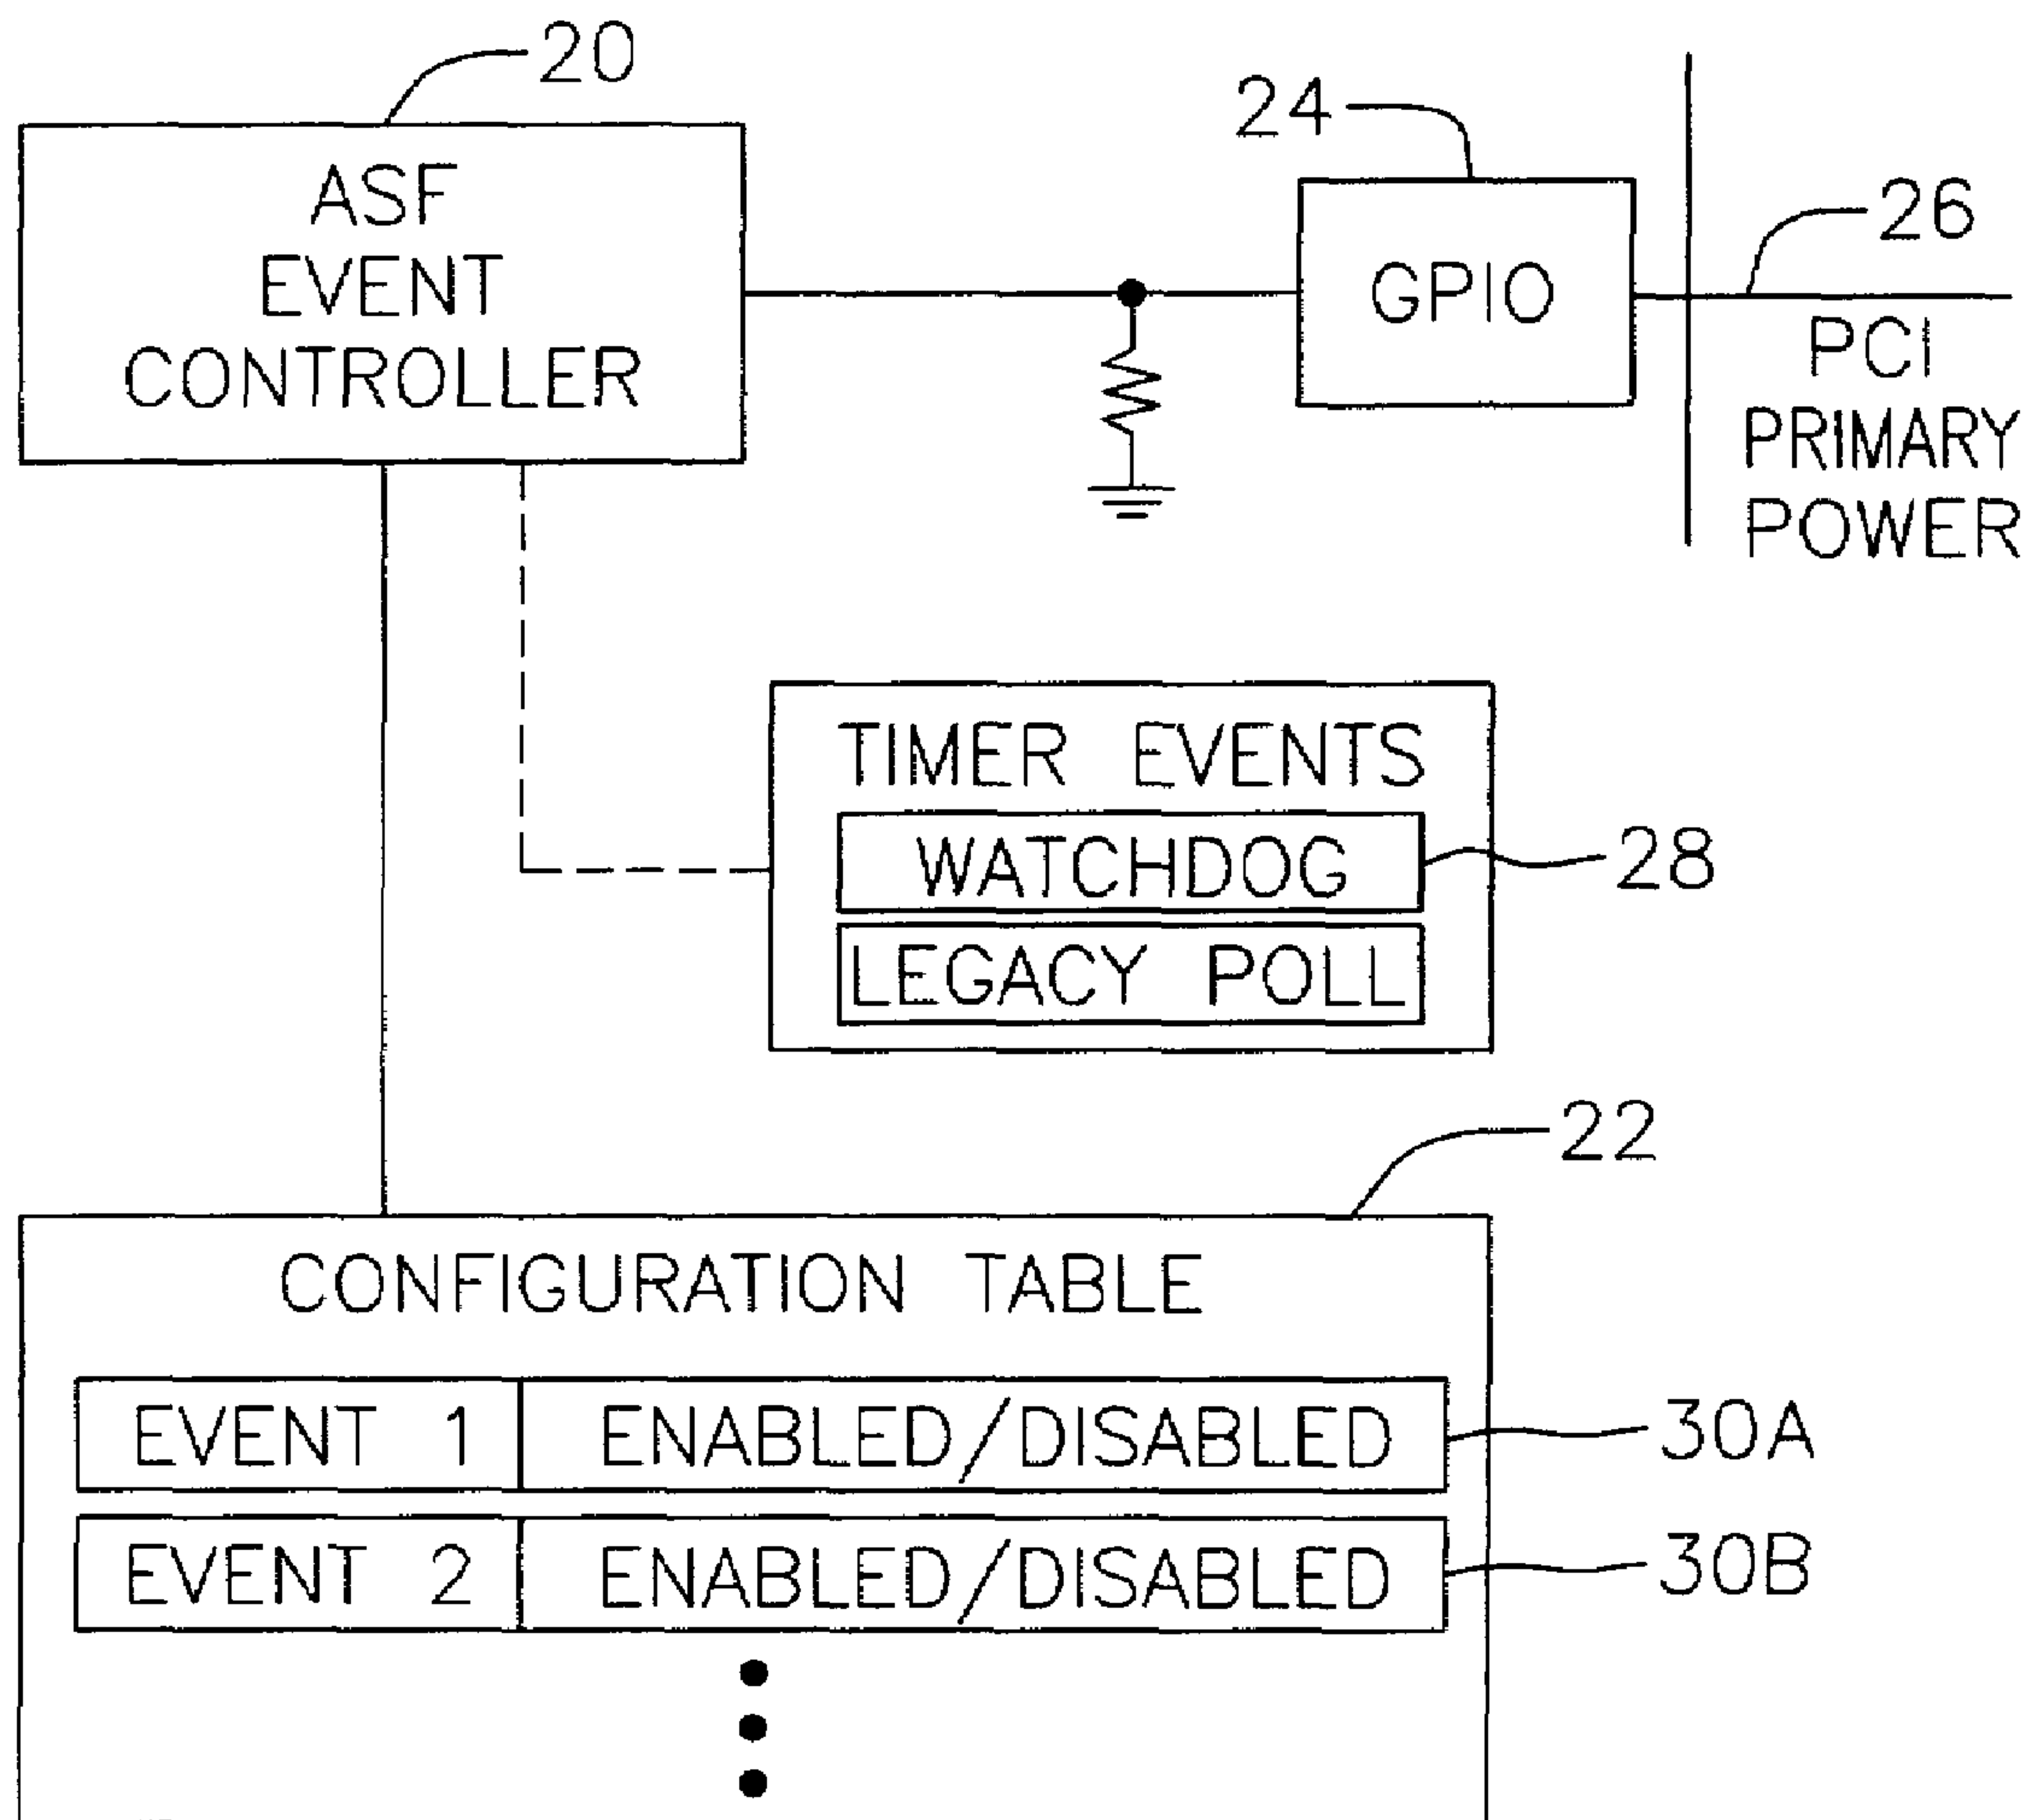 20
24
26
ASF
EVENT
CONTROLLER
GPIO
PCI
PRIMARY
POWER
TIMER EVENTS
WATCHDOG
28
LEGACY POLL
22
CONFIGURATION TABLE
EVENT 1 ENABLED/DISABLED 30A
EVENT 2 ENABLED/DISABLED 30B